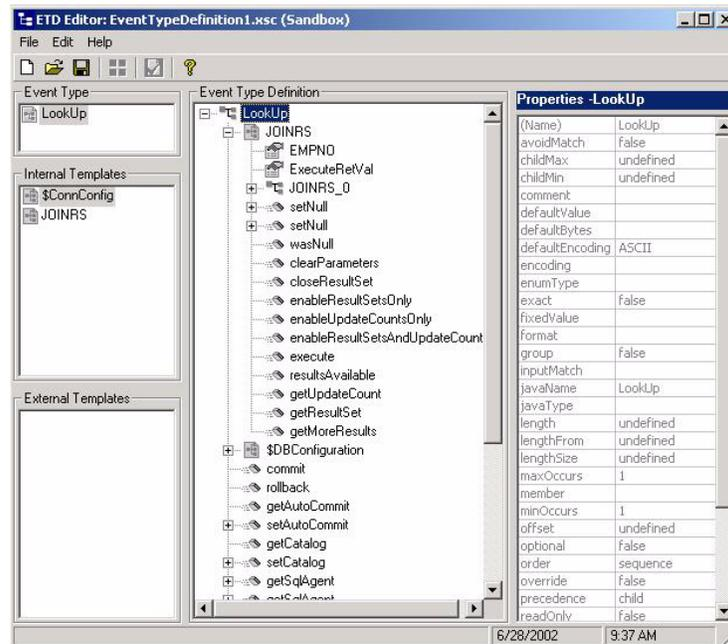 ETD Editor: EventTypeDefinition1.xsc (Sandbox)
File Edit Help
Event Type
LookUp
Internal Templates
$ConnConfig
JOINRS
External Templates
Event Type Definition
LookUp
JOINRS
EMPNO
ExecuteRetVal
JOINRS_0
setNull
setNull
wasNull
clearParameters
closeResultSet
enableResultSetsOnly
enableUpdateCountsOnly
enableResultSetsAndUpdateCount
execute
resultsAvailable
getUpdateCount
getResultSet
getMoreResults
$DBConfiguration
commit
rollback
getAutoCommit
setAutoCommit
getCatalog
setCatalog
getSqlAgent
getSqlAgent
Properties -LookUp
(Name) LookUp
avoidMatch false
childMax undefined
childMin undefined
comment
defaultValue
defaultBytes
defaultEncoding ASCII
encoding
enumType
exact false
fixedValue
format
group false
inputMatch
javaName LookUp
javaType
length undefined
lengthFrom undefined
lengthSize undefined
maxOccurs 1
member
minOccurs 1
offset undefined
optional false
order sequence
override false
precedence child
readOnly false
6/28/2002 9:37 AM